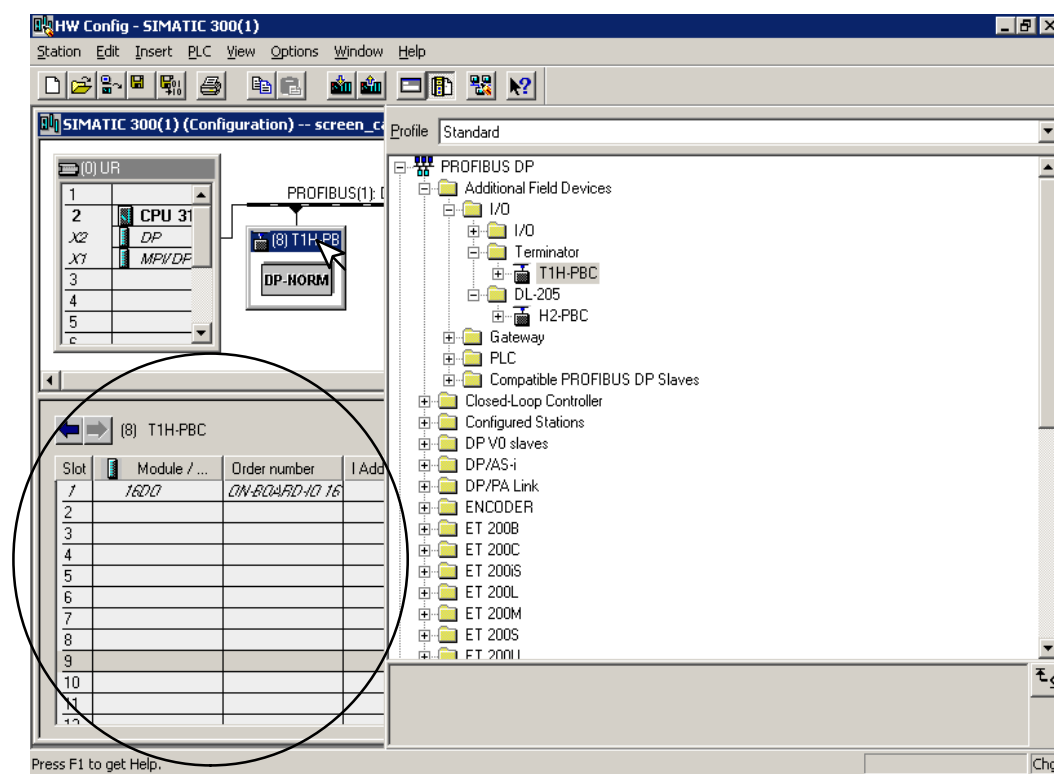 HW Config - SIMATIC 300(1)
Station Edit Insert PLC View Options Window Help
SIMATIC 300(1) (Configuration) -- screen_ca
(0) UR
1
2 CPU 31
X2 DP
X1 MPI/DP
3
4
5
PROFIBUS(1): D
(8) T1H-PB
DP-NORM
(8) T1H-PBC
Slot Module / ... Order number I Add
1 16DO ON-BOARD-IO 16
2
3
4
5
6
7
8
9
10
11
12
Profile Standard
PROFIBUS DP
Additional Field Devices
I/O
I/O
Terminator
T1H-PBC
DL-205
H2-PBC
Gateway
PLC
Compatible PROFIBUS DP Slaves
Closed-Loop Controller
Configured Stations
DP V0 slaves
DP/AS-i
DP/PA Link
ENCODER
ET 200B
ET 200C
ET 200iS
ET 200L
ET 200M
ET 200S
ET 200U
Press F1 to get Help.
Chg